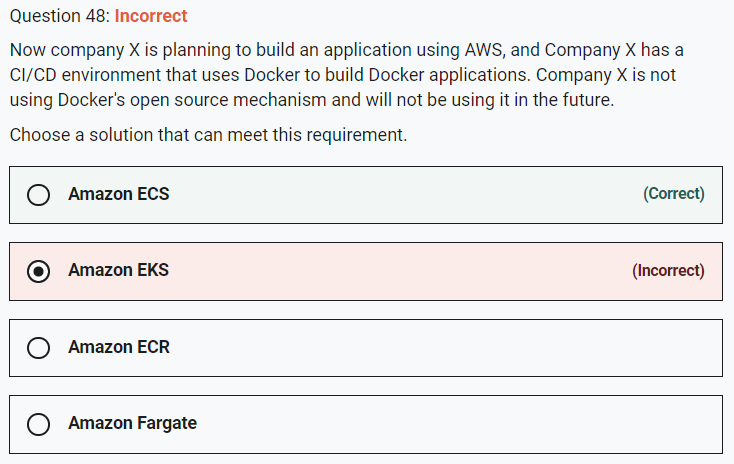 Question 48: Incorrect
Now company X is planning to build an application using AWS, and Company X has a
CI/CD environment that uses Docker to build Docker applications. Company X is not
using Docker's open source mechanism and will not be using it in the future.
Choose a solution that can meet this requirement.
Amazon ECS (Correct)
Amazon EKS (Incorrect)
Amazon ECR
Amazon Fargate